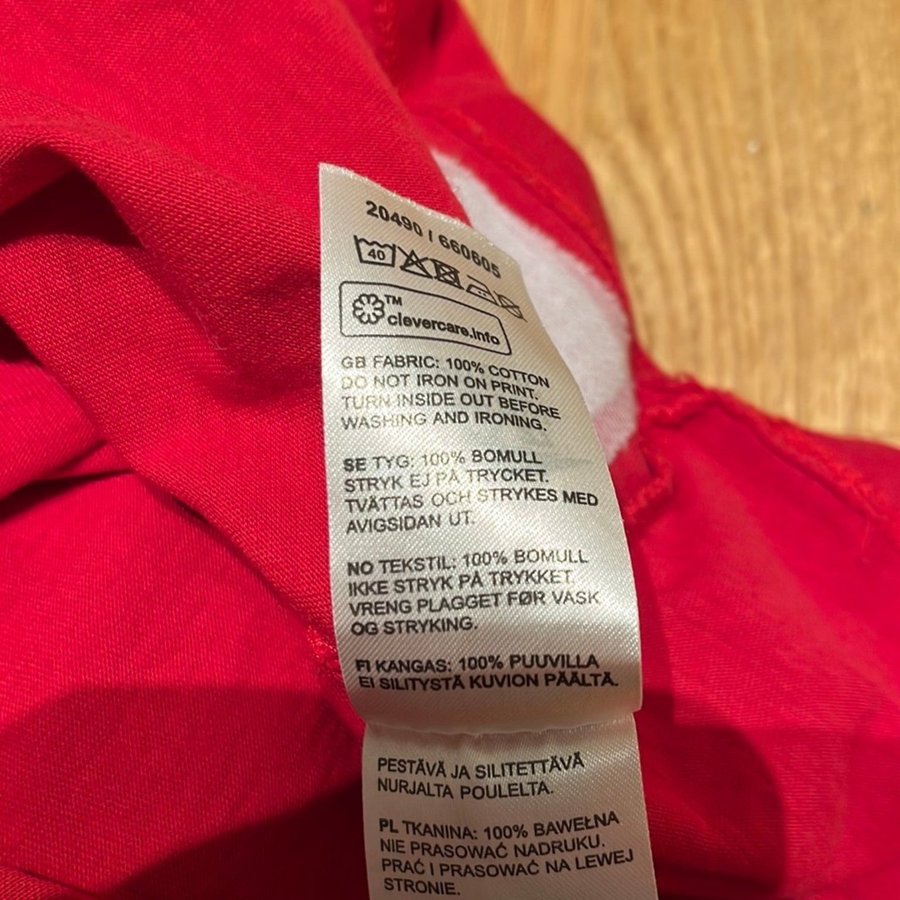 20490 / 660605
40
TM
clevercare.info
GB FABRIC: 100% COTTON
DO NOT IRON ON PRINT.
TURN INSIDE OUT BEFORE
WASHING AND IRONING.
SE TYG: 100% BOMULL
STRYK EJ PÅ TRYCKET.
TVÄTTAS OCH STRYKES MED
AVIGSIDAN UT.
NO TEKSTIL: 100% BOMULL
IKKE STRYK PÅ TRYKKET.
VRENG PLAGGET FØR VASK
OG STRYKING.
FI KANGAS: 100% PUUVILLA
EI SILITYSTÄ KUVION PÄÄLTÄ.
PESTÄVÄ JA SILITETTÄVÄ
NURJALTA POULELTA.
PL TKANINA: 100% BAWEŁNA
NIE PRASOWAĆ NADRUKU.
PRAĆ I PRASOWAĆ NA LEWEJ
STRONIE.